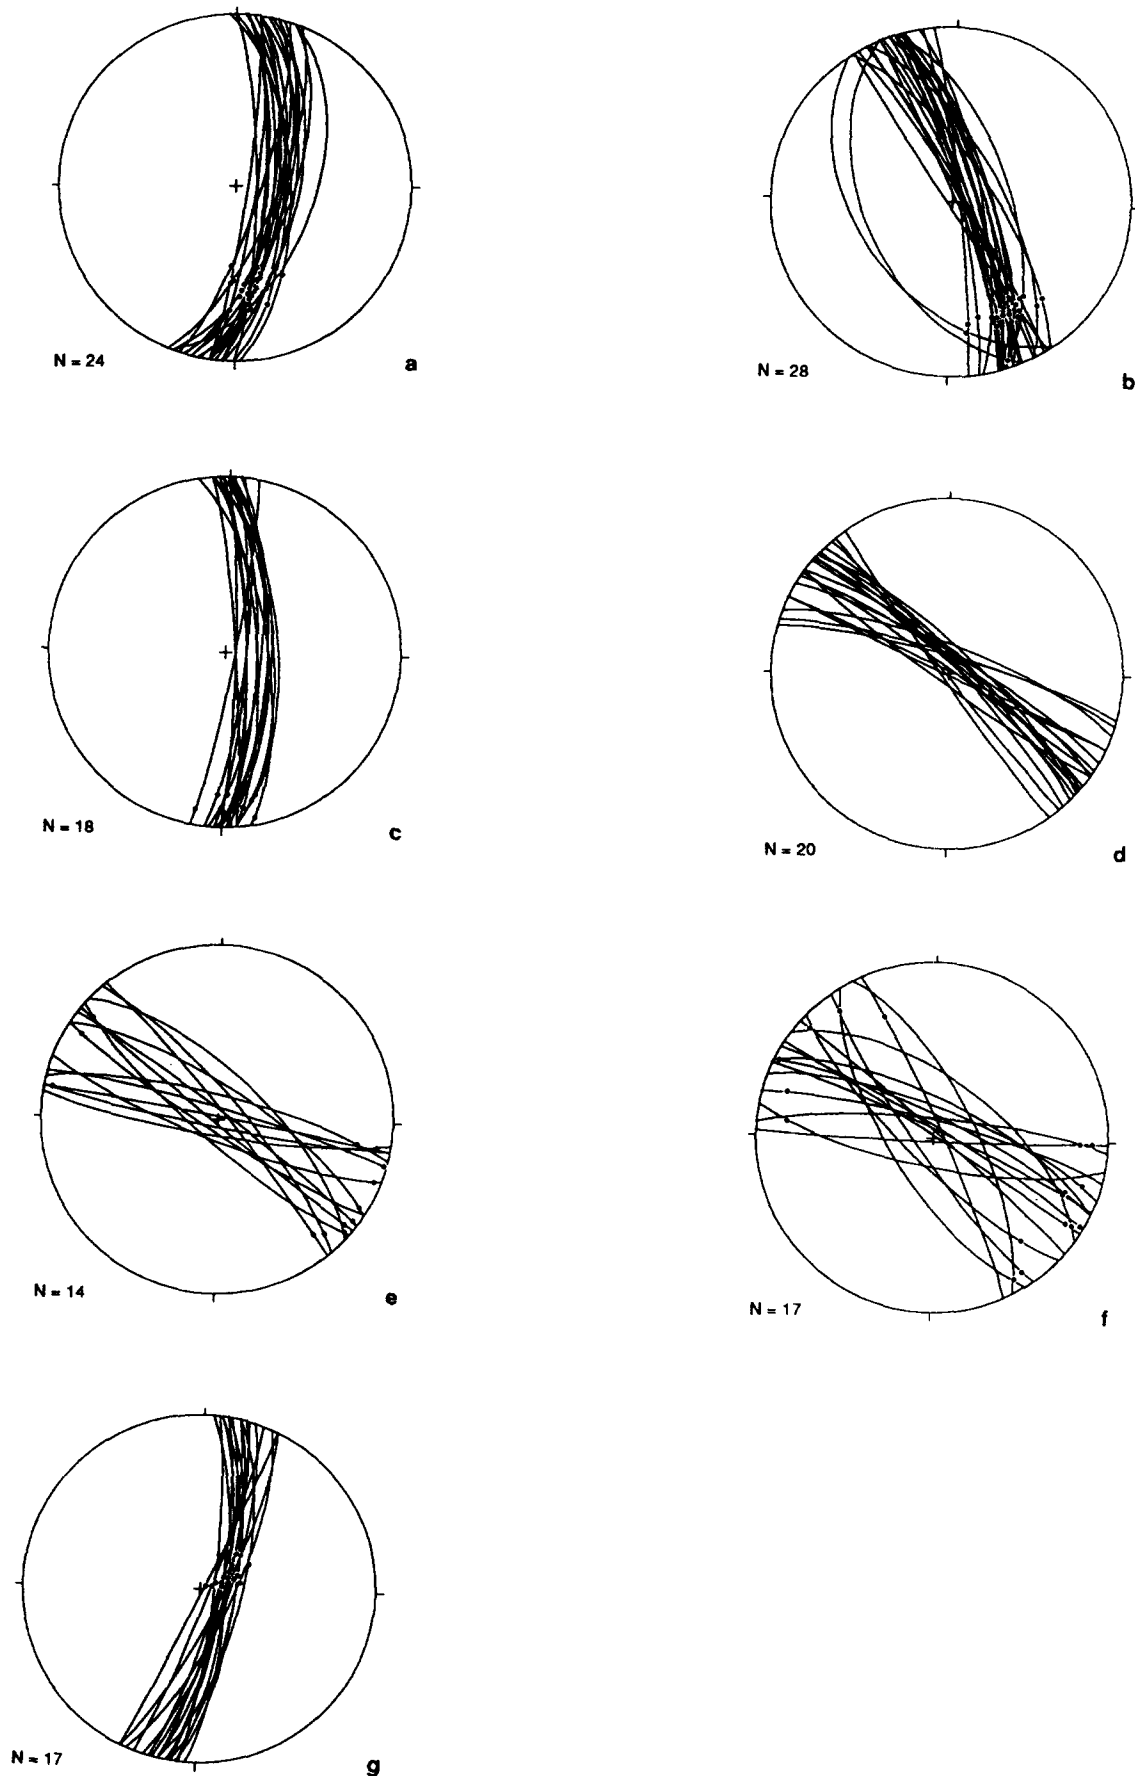 N = 24
a
N = 28
b
N = 18
c
N = 20
d
N = 14
e
N = 17
f
N = 17
g